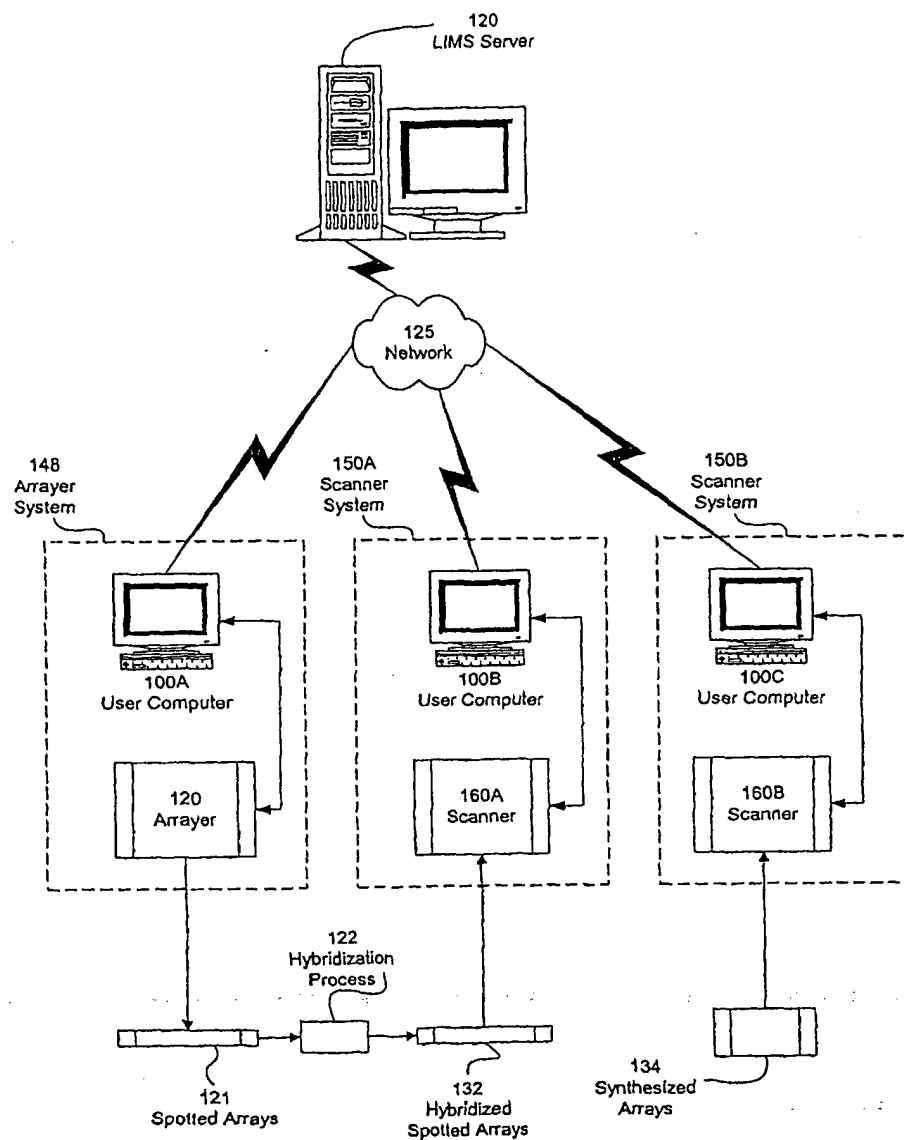 120
LIMS Server
125
Network
148
Arrayer
System
150A
Scanner
System
150B
Scanner
System
100A
User Computer
100B
User Computer
100C
User Computer
120
Arrayer
160A
Scanner
160B
Scanner
122
Hybridization
Process
121
Spotted Arrays
132
Hybridized
Spotted Arrays
134
Synthesized
Arrays